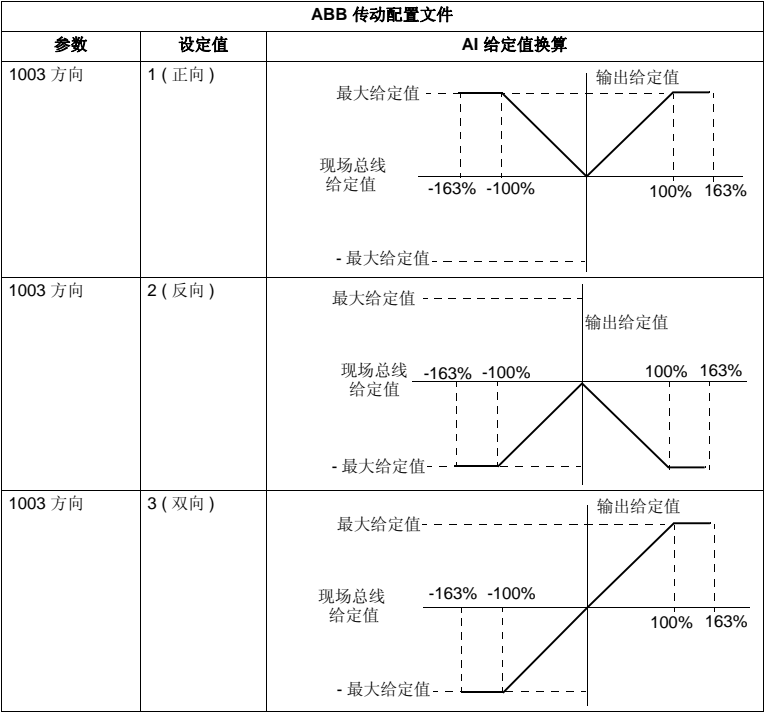 ABB 传动配置文件
参数 设定值 AI 给定值换算
1003 方向 1 ( 正向 )
输出给定值
最大给定值
现场总线
给定值
-163% -100%
100% 163%
- 最大给定值
1003 方向 2 ( 反向 )
最大给定值
输出给定值
现场总线
给定值
-163% -100%
100% 163%
- 最大给定值
1003 方向 3 ( 双向 )
输出给定值
最大给定值
现场总线
给定值
-163% -100%
100% 163%
- 最大给定值